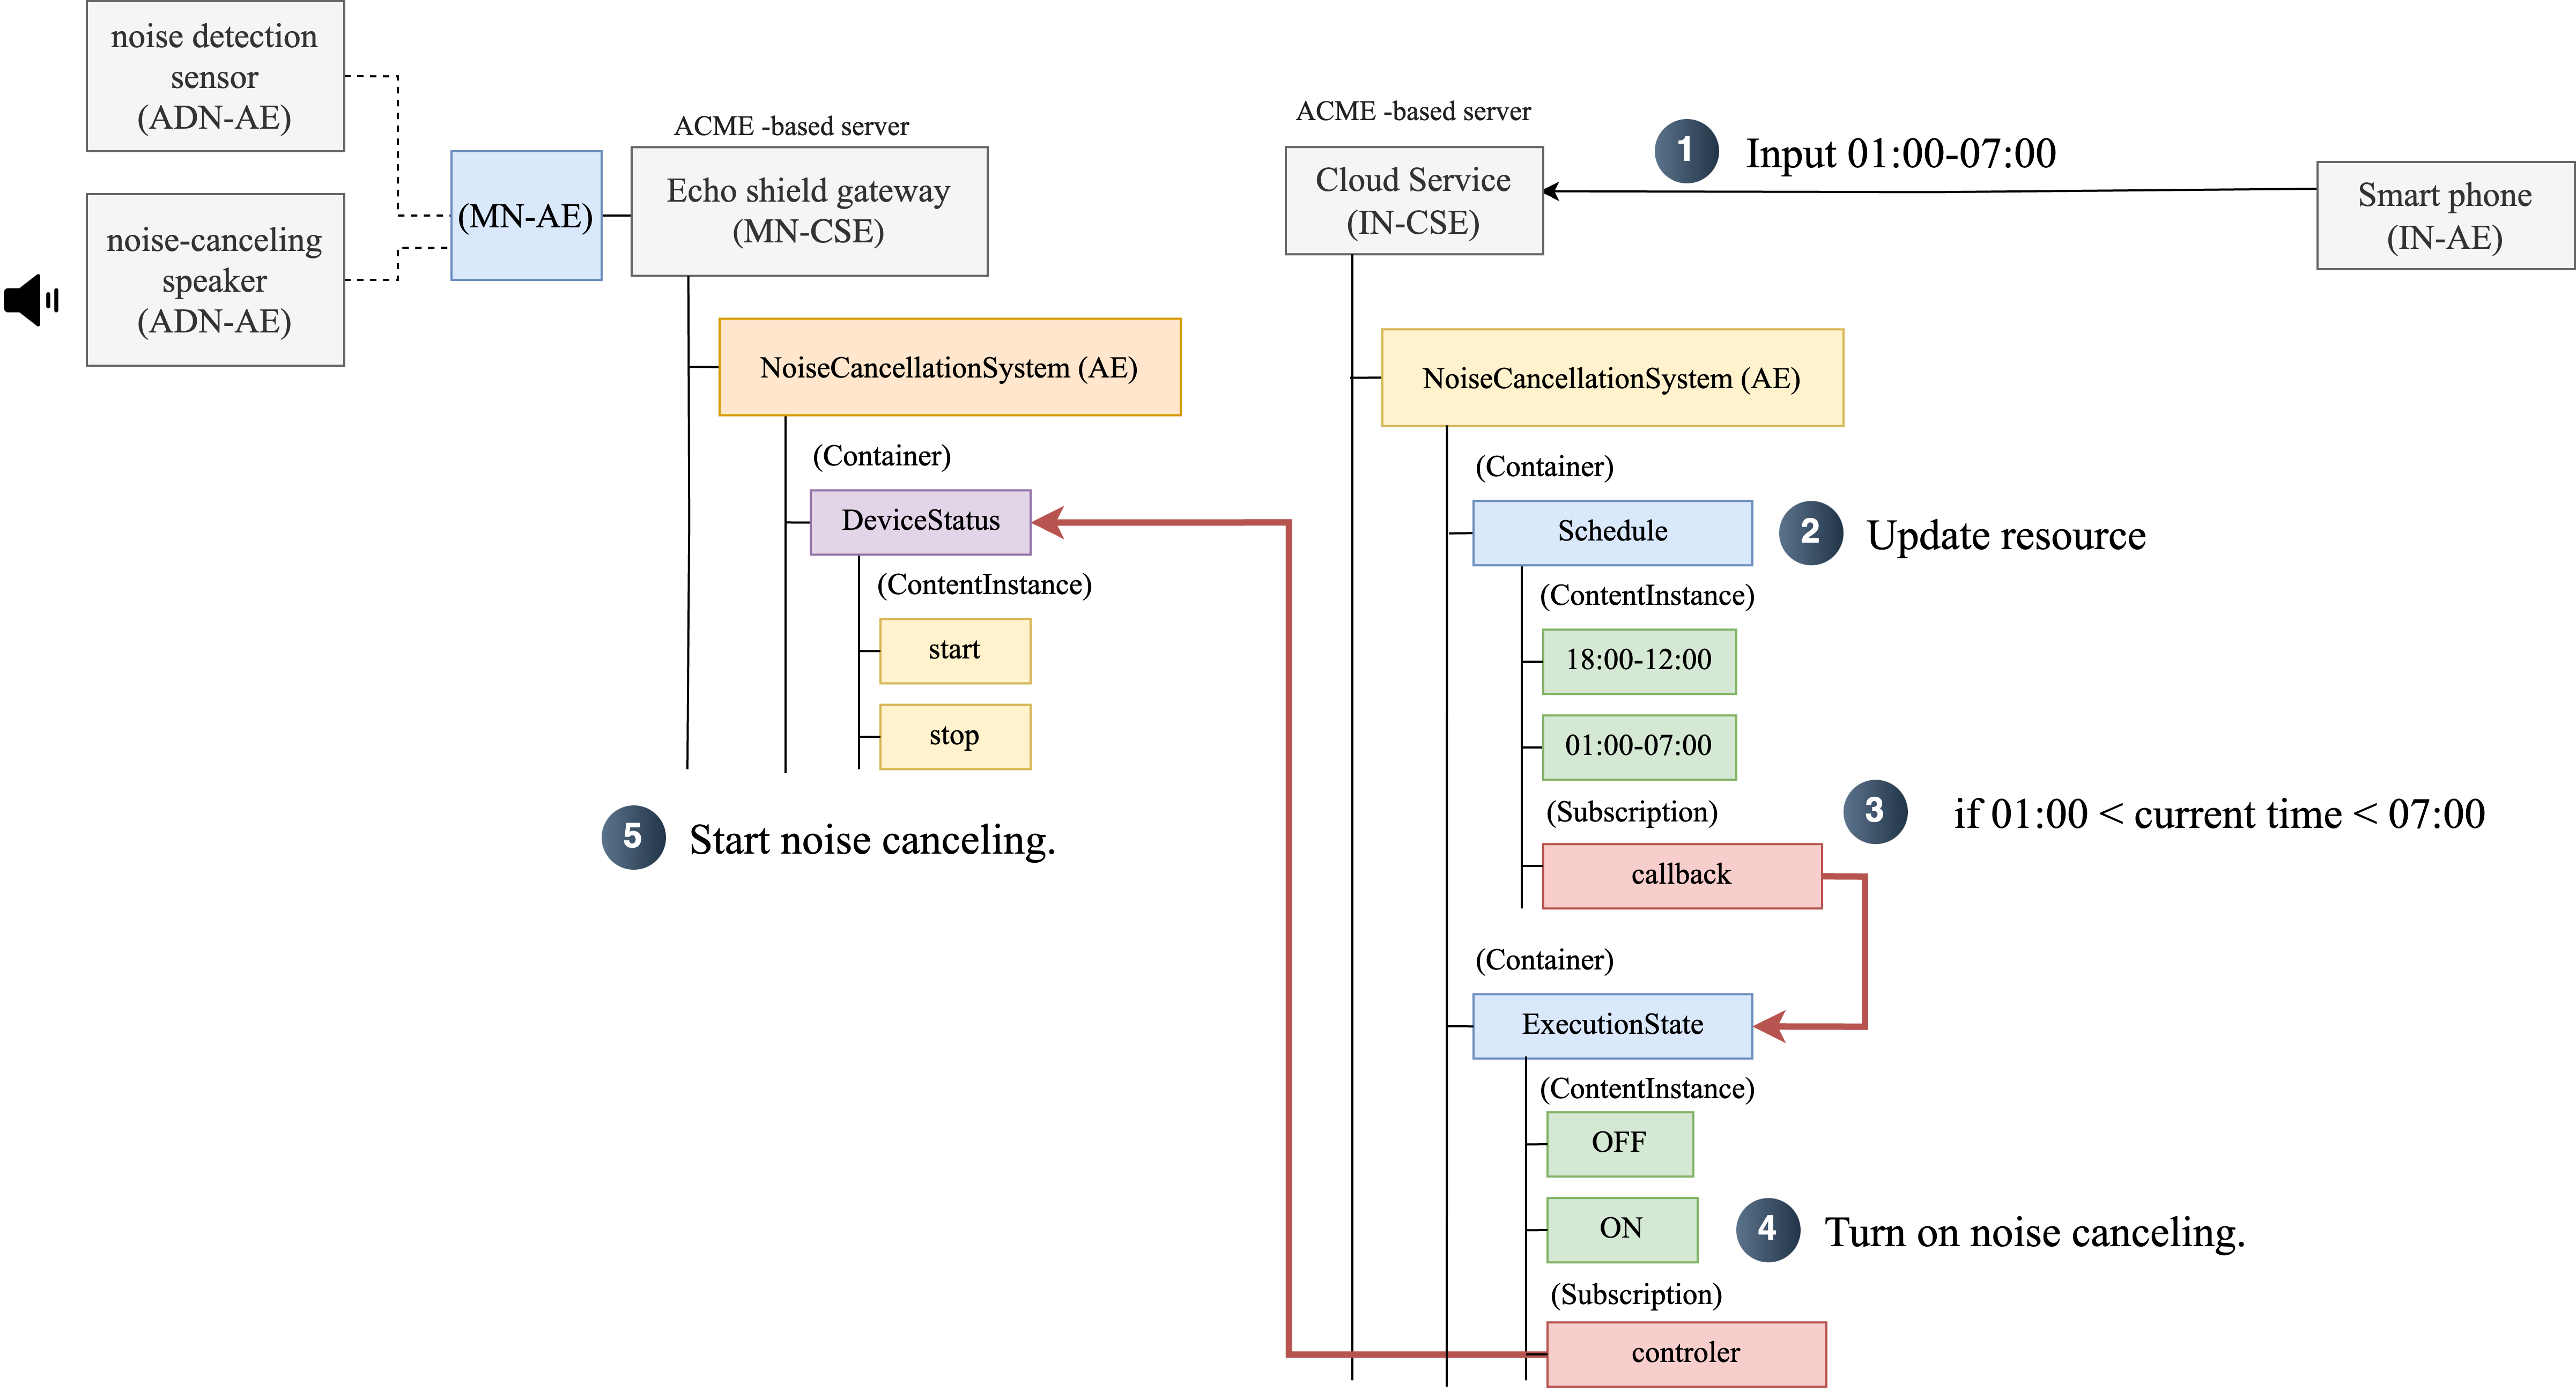 noise detection
sensor
(ADN-AE)
noise-canceling
speaker
(ADN-AE)
(MN-AE)
ACME -based server
Echo shield gateway
(MN-CSE)
NoiseCancellationSystem (AE)
(Container)
DeviceStatus
(ContentInstance)
start
stop
5 Start noise canceling.
ACME -based server
Cloud Service
(IN-CSE)
1 Input 01:00-07:00
Smart phone
(IN-AE)
NoiseCancellationSystem (AE)
(Container)
Schedule
2 Update resource
(ContentInstance)
18:00-12:00
01:00-07:00
(Subscription)
3 if 01:00 < current time < 07:00
callback
(Container)
ExecutionState
(ContentInstance)
OFF
ON
4 Turn on noise canceling.
(Subscription)
controler